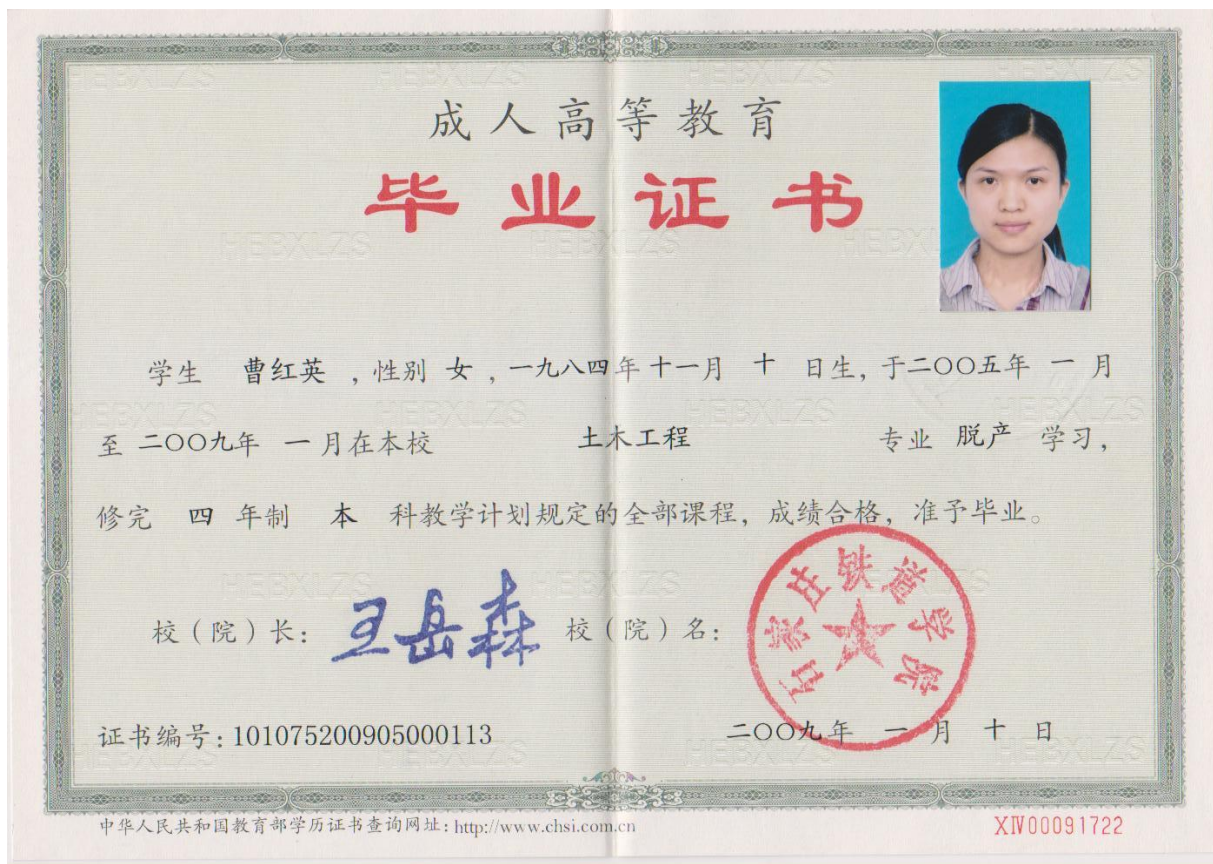 成人高等教育
毕业证书
学生 曹红英 ，性别 女 ，一九八四年十一月 十 日生，于二〇〇五年 一 月
至 二〇〇九年 一 月在本校 土木工程 专业 脱产 学习，
修完 四 年制 本 科教学计划规定的全部课程，成绩合格，准予毕业。
校（院）长：王岳森 校（院）名：
石家庄铁道学院
证书编号：101075200905000113 二〇〇九年 一 月 十 日
中华人民共和国教育部学历证书查询网址：http://www.chsi.com.cn XIV00091722
HEBXLZS